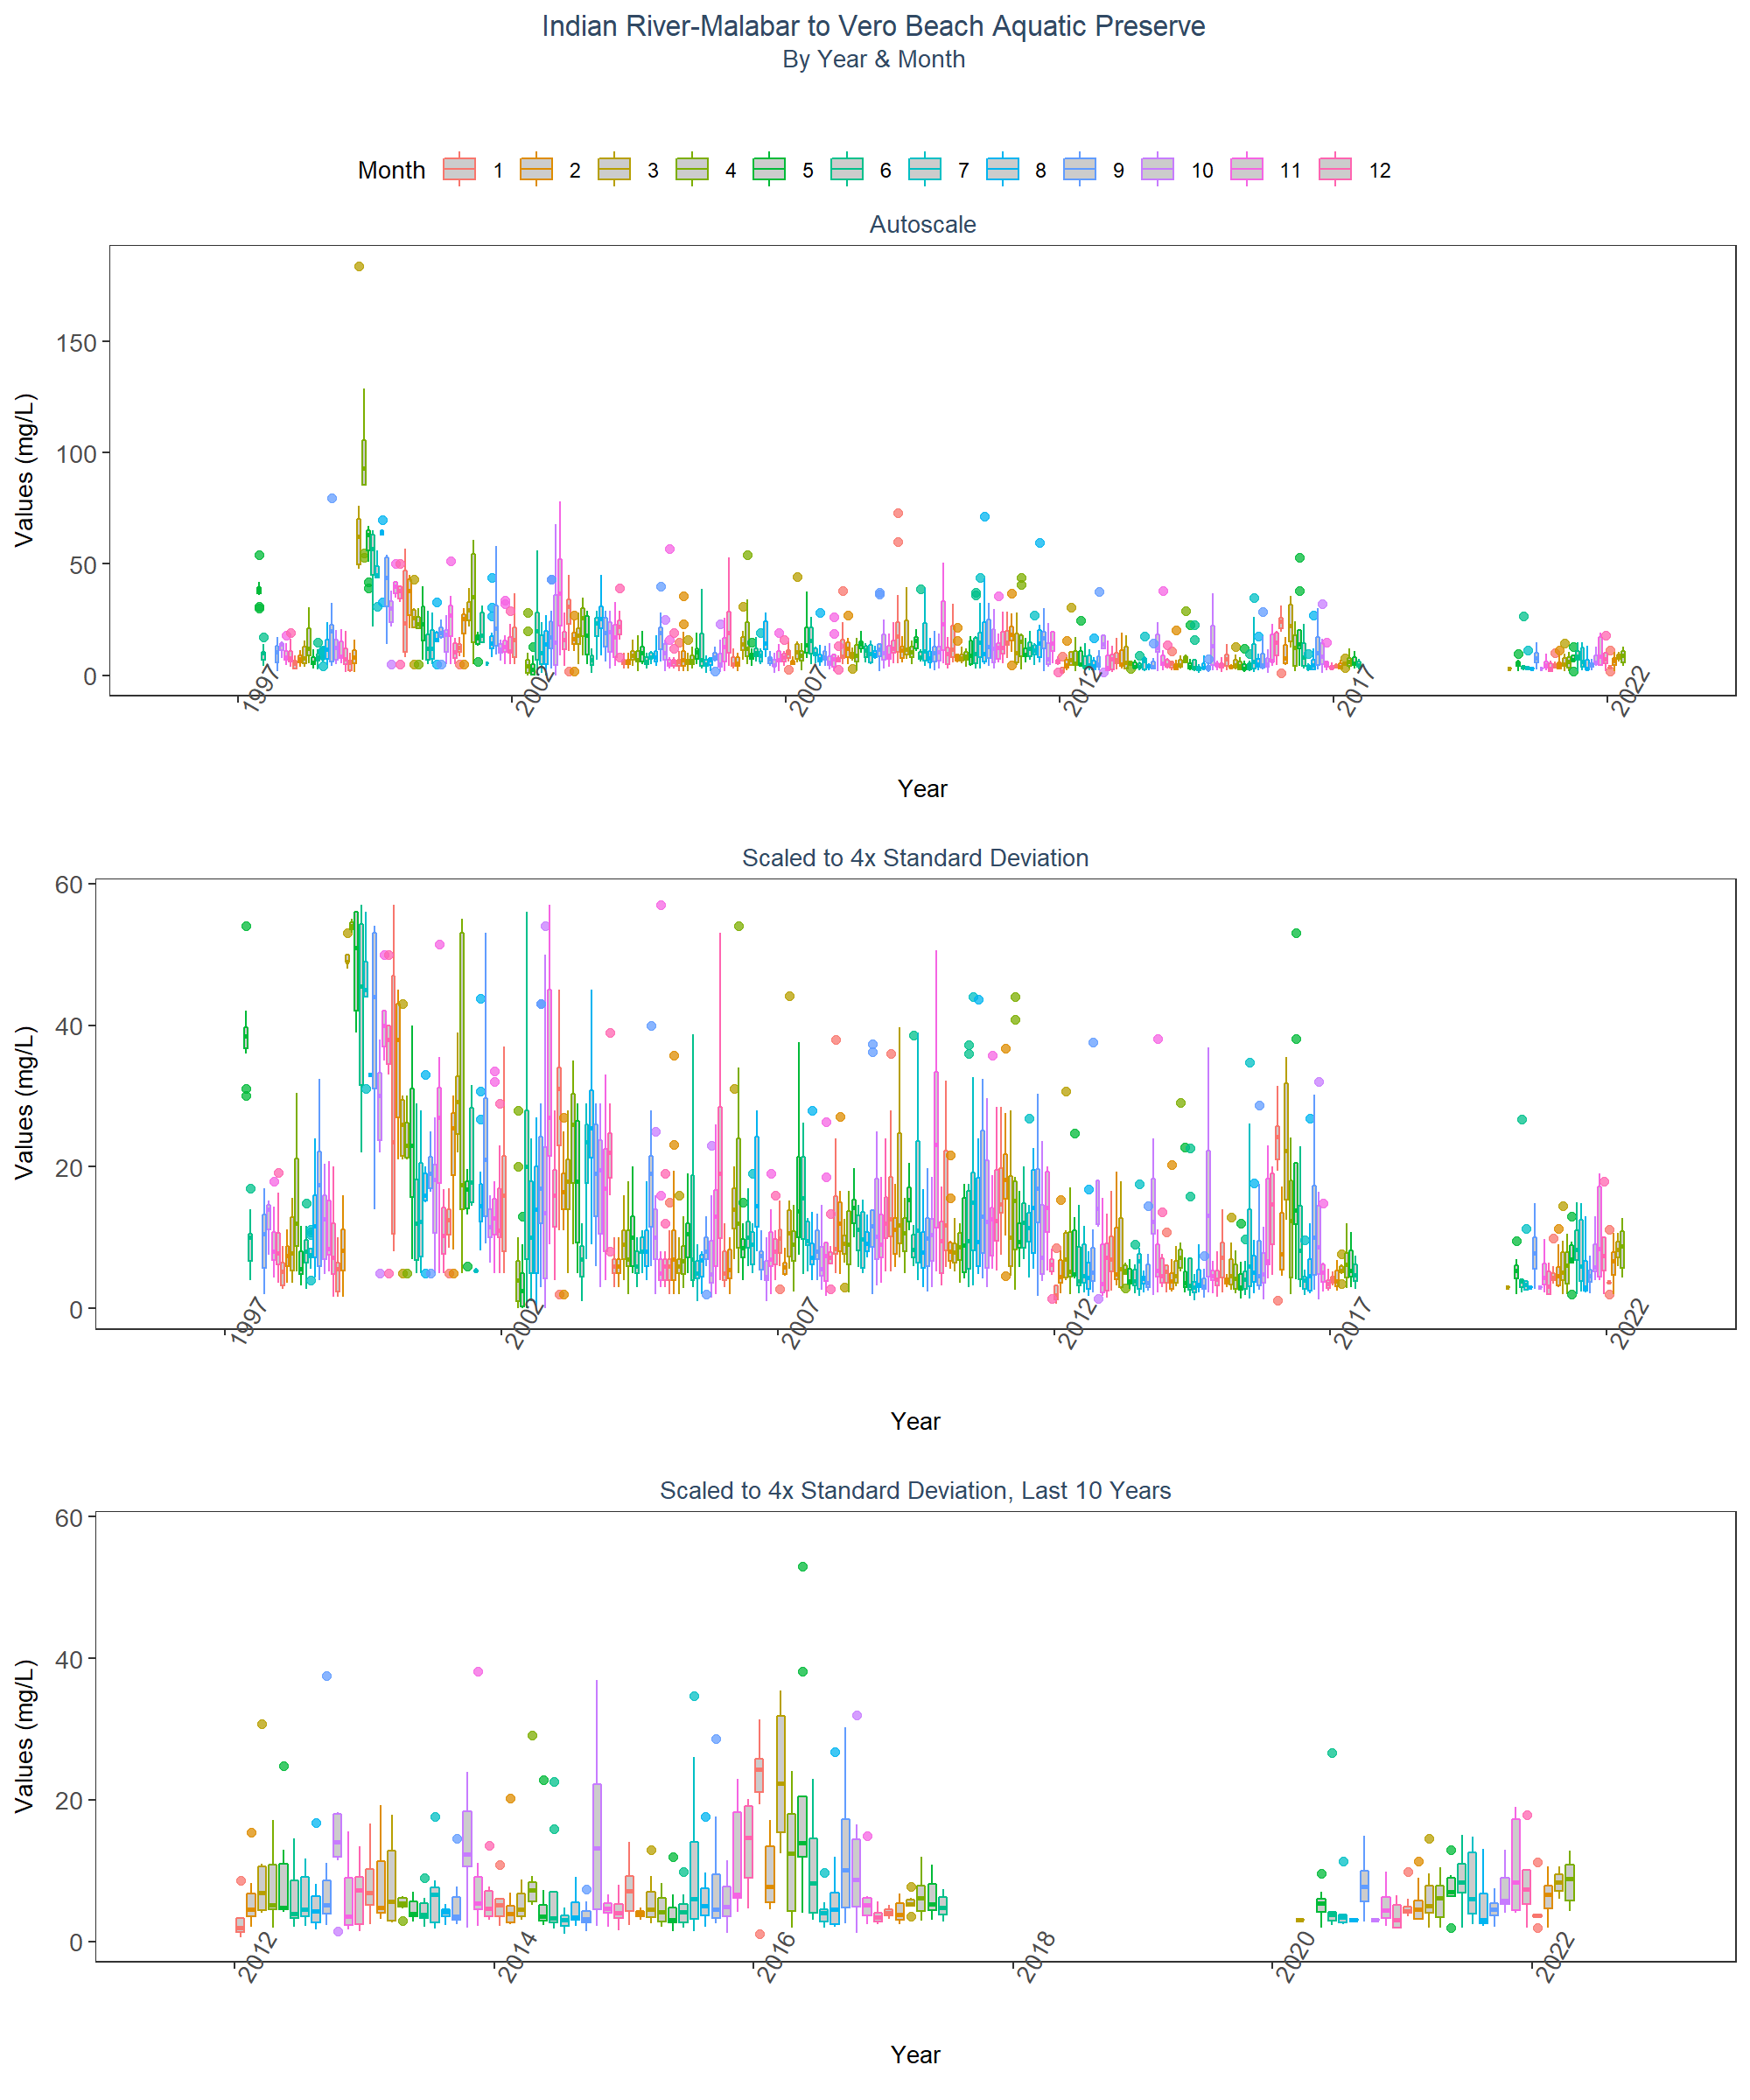 Indian River-Malabar to Vero Beach Aquatic Preserve
By Year & Month
Month 1 2 3 4 5 6 7 8 9 10 11 12
Autoscale
Values (mg/L)
150
100
50
0
1997 2002 2007 2012 2017 2022
Year
Scaled to 4x Standard Deviation
Values (mg/L)
60
40
20
0
1997 2002 2007 2012 2017 2022
Year
Scaled to 4x Standard Deviation, Last 10 Years
Values (mg/L)
60
40
20
0
2012 2014 2016 2018 2020 2022
Year